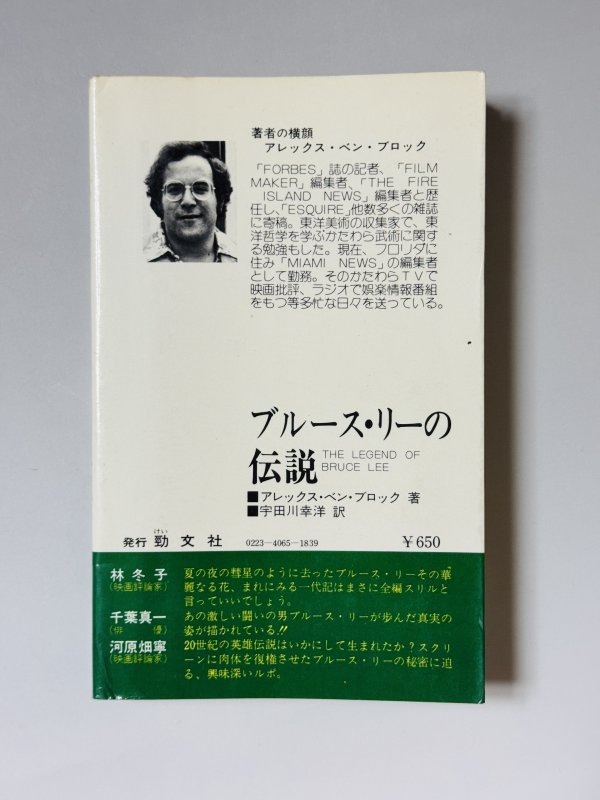 著者の横顔
アレックス・ベン・ブロック
「FORBES」誌の記者、「FILM
MAKER」編集者、「THE FIRE
ISLAND NEWS」編集者と歴
任し、「ESQUIRE」他数多くの雑誌
に寄稿。東洋美術の収集家で、東
洋哲学を学ぶかたわら武術に関す
る勉強もした。現在、フロリダに
住み「MIAMI NEWS」の編集者
として勤務。そのかたわらTVで
映画批評、ラジオで娯楽情報番組
をもつ等多忙な日々を送っている。
ブルース・リーの
伝説
THE LEGEND OF
BRUCE LEE
■アレックス・ベン・ブロック 著
■宇田川幸洋 訳
けい
発行 勁文社 0223-4065-1839 ￥650
林 冬子
(映画評論家)
夏の夜の彗星のように去ったブルース・リーその華
麗なる花、まれにみる一代記はまさに全編スリルと
言っていいでしょう。
千葉真一
(俳 優)
あの激しい闘いの男ブルース・リーが歩んだ真実の
姿が描かれている!!
河原畑寧
(映画評論家)
20世紀の英雄伝説はいかにして生まれたか？スクリ
ーンに肉体を復権させたブルース・リーの秘密に迫
る、興味深いルポ。